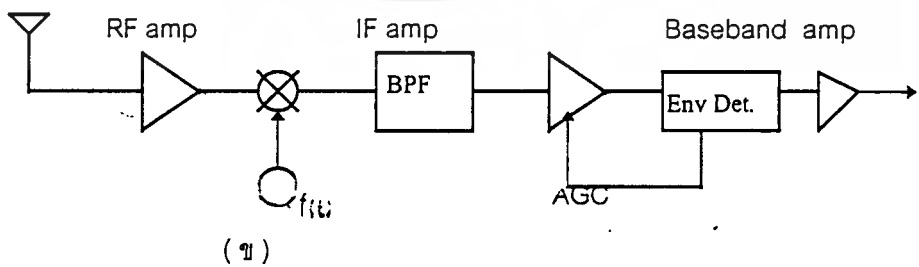 RF amp IF amp Baseband amp
BPF
Env Det.
AGC
f(t)
(ข)